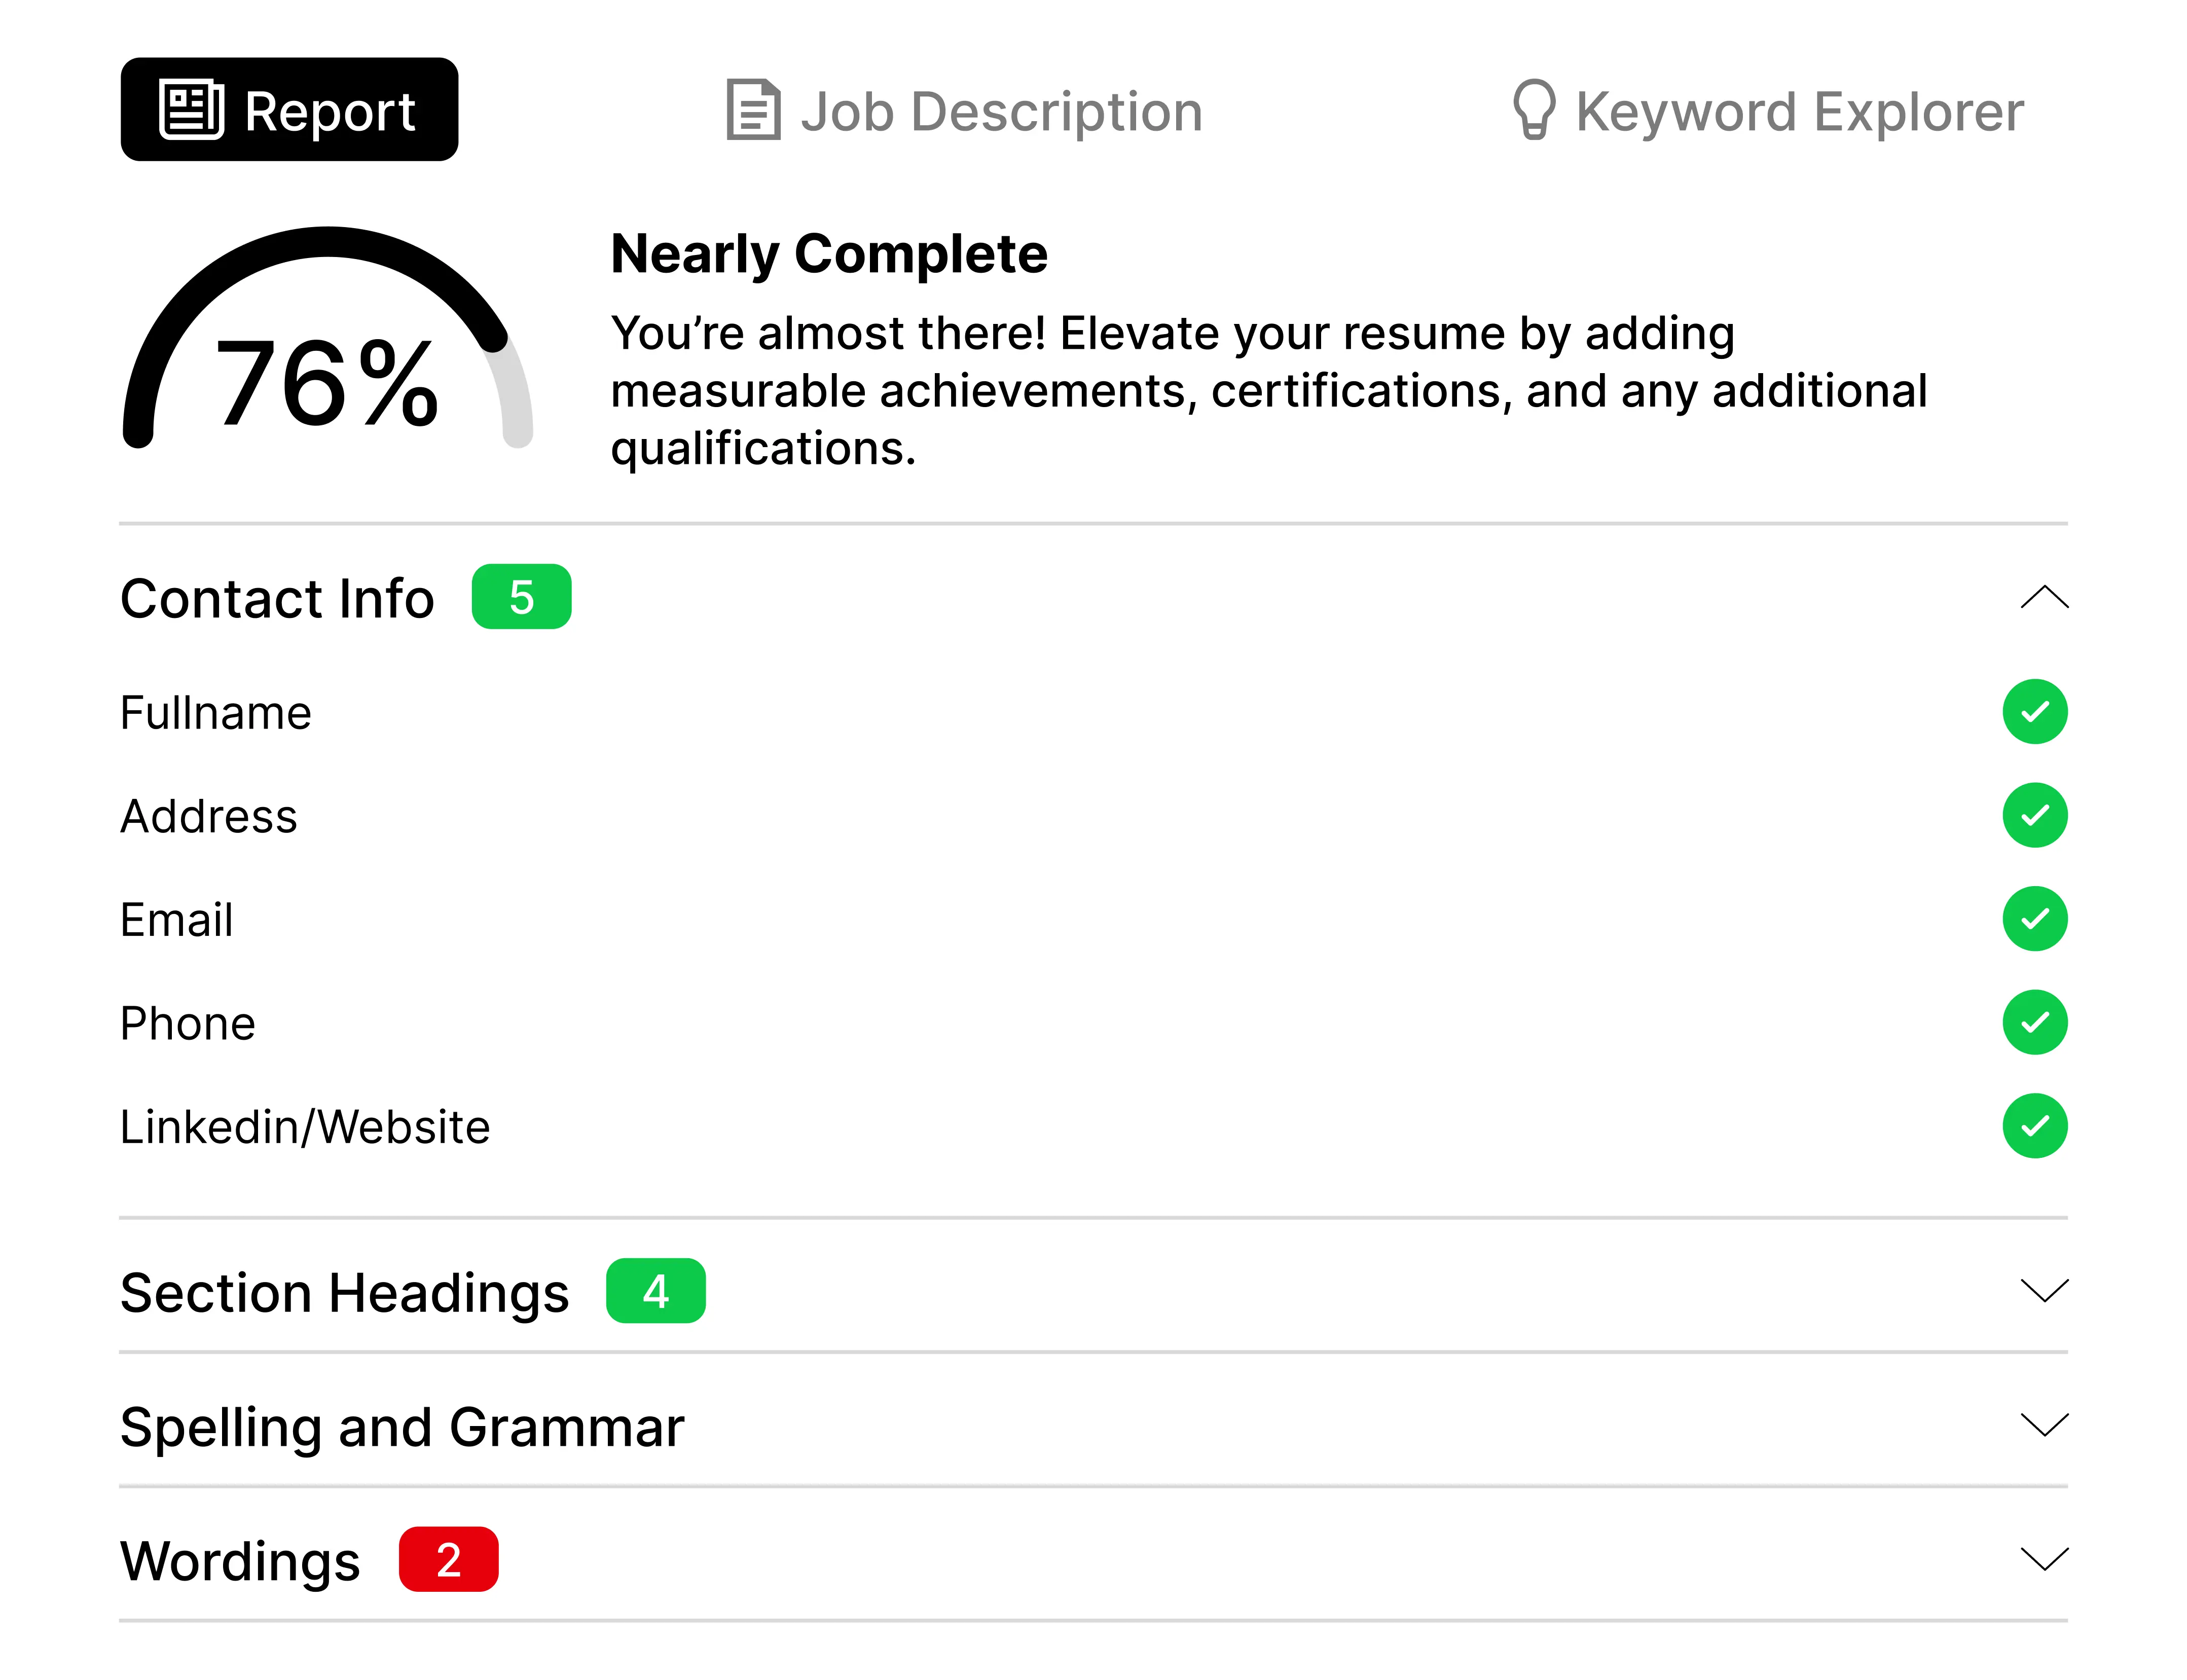 Report
Job Description
Keyword Explorer
76%
Nearly Complete
You’re almost there! Elevate your resume by adding
measurable achievements, certifications, and any additional
qualifications.
Contact Info 5
Fullname
Address
Email
Phone
Linkedin/Website
Section Headings 4
Spelling and Grammar
Wordings 2